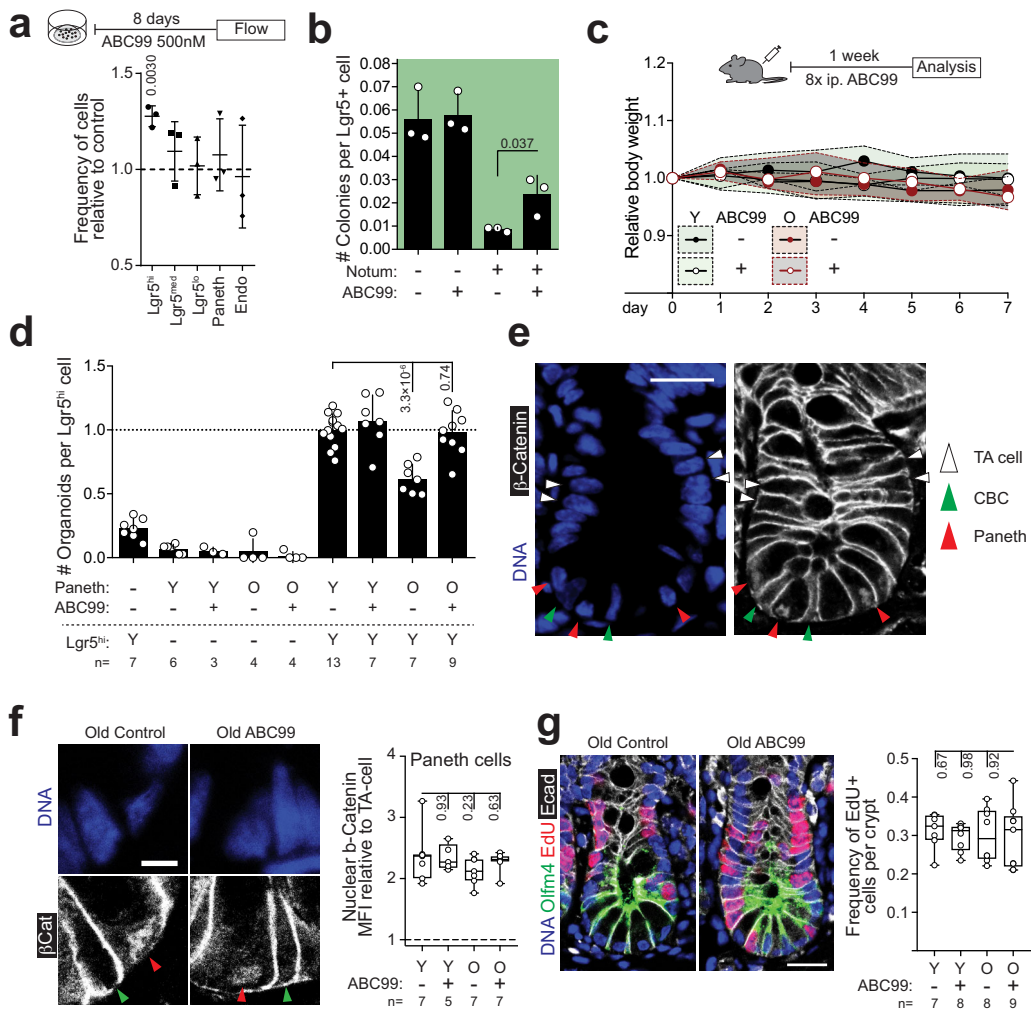 a
8 days
ABC99 500nM
Flow
Frequency of cells
relative to control
1.5
1.0
0.5
0.0030
Lgr5hi
Lgr5med
Lgr5lo
Paneth
Endo
b
# Colonies per Lgr5+ cell
0.08
0.07
0.06
0.05
0.04
0.03
0.02
0.01
0.00
0.037
Notum: - - + +
ABC99: - + - +
c
1 week
8x ip. ABC99
Analysis
Relative body weight
1.2
1.1
1.0
0.9
Y ABC99 O ABC99
- -
+ +
day 0 1 2 3 4 5 6 7
d
# Organoids per Lgr5hi cell
1.5
1.0
0.5
0.0
3.3×10-6
0.74
Paneth: - Y Y O O Y Y O O
ABC99: + + + +
Lgr5hi: Y - - - - Y Y Y Y
n= 7 6 3 4 4 13 7 7 9
e
β-Catenin
DNA
TA cell
CBC
Paneth
f
Old Control
Old ABC99
DNA
βCat
Paneth cells
Nuclear b-Catenin
MFI relative to TA-cell
4
3
2
1
0.93
0.23
0.63
Y Y O O
ABC99: - + - +
n= 7 5 7 7
g
Old Control
Old ABC99
DNA Olfm4 EdU Ecad
Frequency of EdU+
cells per crypt
0.5
0.4
0.3
0.2
0.1
0.67
0.98
0.92
Y Y O O
ABC99: - + - +
n= 7 8 8 9